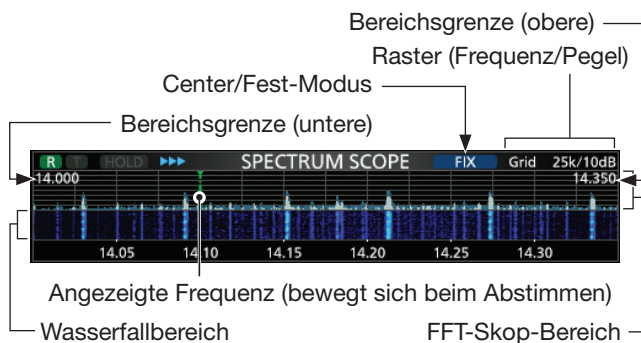 Bereichsgrenze (obere)
Raster (Frequenz/Pegel)
Center/Fest-Modus
Bereichsgrenze (untere)
R T HOLD SPECTRUM SCOPE FIX Grid 25k/10dB
14.000 14.350
14.05 14.10 14.15 14.20 14.25 14.30
Angezeigte Frequenz (bewegt sich beim Abstimmen)
Wasserfallbereich FFT-Skop-Bereich